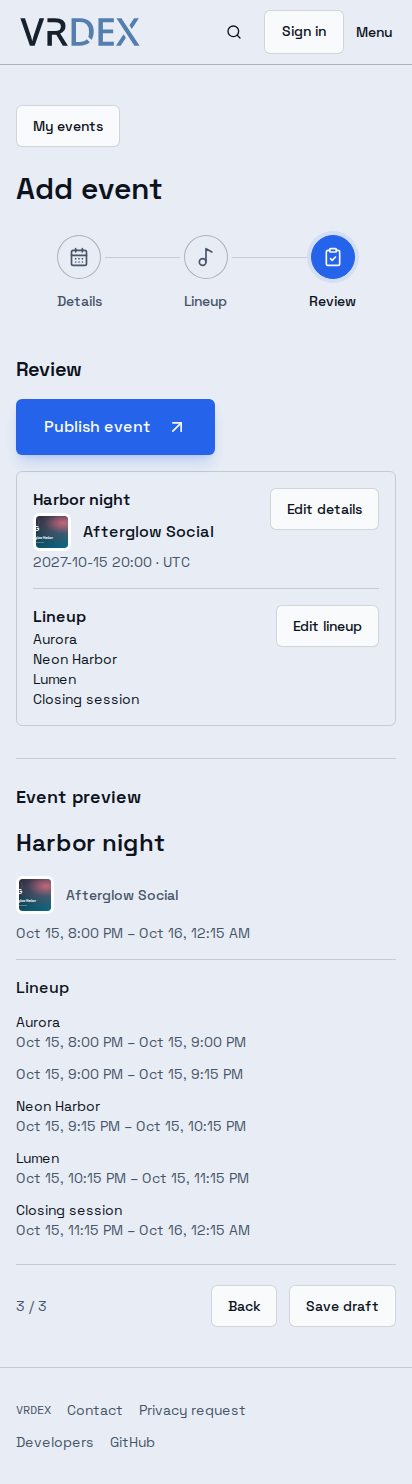 VRDEX
Sign in
Menu
My events
Add event
Details
Lineup
Review
Review
Publish event
Harbor night
Edit details
Afterglow Social
2027-10-15 20:00 · UTC
Lineup
Edit lineup
Aurora
Neon Harbor
Lumen
Closing session
Event preview
Harbor night
Afterglow Social
Oct 15, 8:00 PM – Oct 16, 12:15 AM
Lineup
Aurora
Oct 15, 8:00 PM – Oct 15, 9:00 PM
Oct 15, 9:00 PM – Oct 15, 9:15 PM
Neon Harbor
Oct 15, 9:15 PM – Oct 15, 10:15 PM
Lumen
Oct 15, 10:15 PM – Oct 15, 11:15 PM
Closing session
Oct 15, 11:15 PM – Oct 16, 12:15 AM
3 / 3
Back
Save draft
VRDEX
Contact
Privacy request
Developers
GitHub